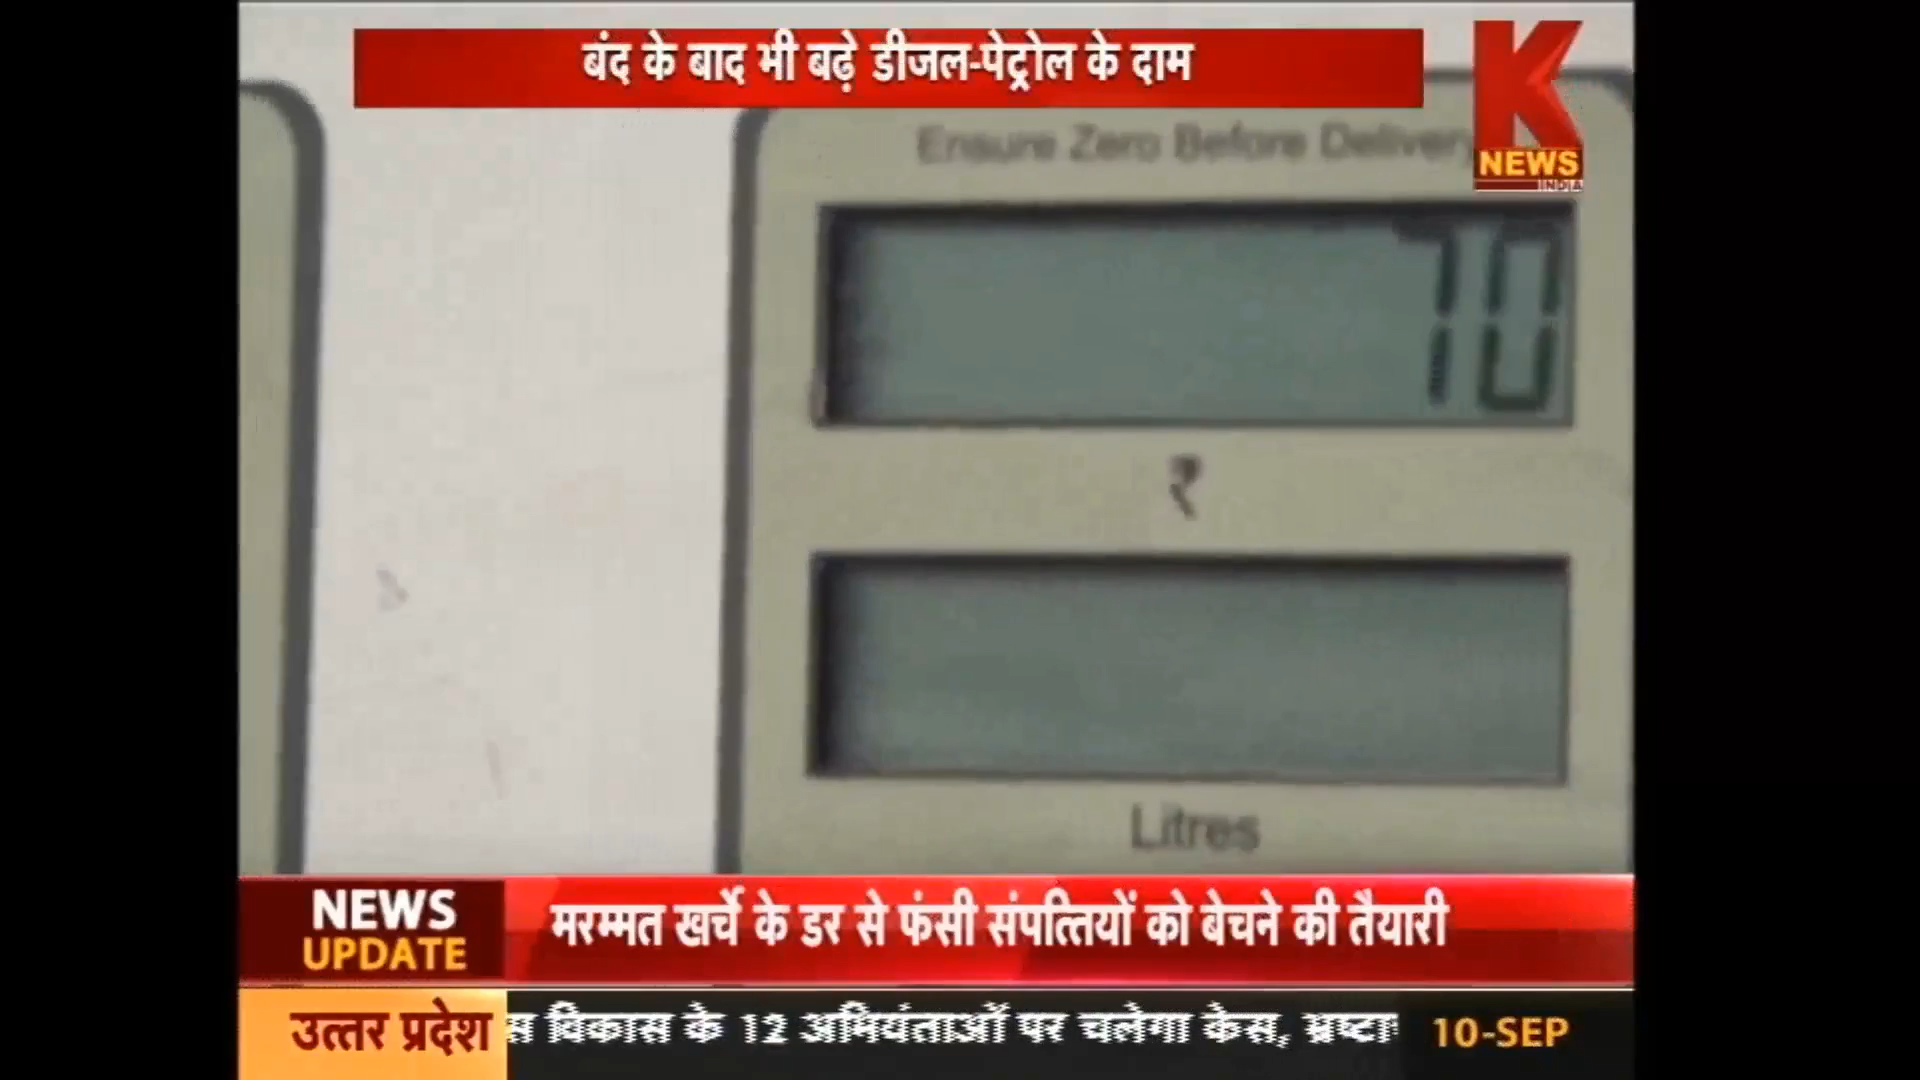 बंद के बाद भी बढ़े डीजल-पेट्रोल के दाम
K
NEWS
INDIA
Ensure Zero Before Delivery
70
₹
Litres
NEWS
UPDATE
मरम्मत खर्चे के डर से फंसी संपत्तियों को बेचने की तैयारी
उत्तर प्रदेश
विकास के 12 अभियंताओं पर चलेगा केस,
10-SEP